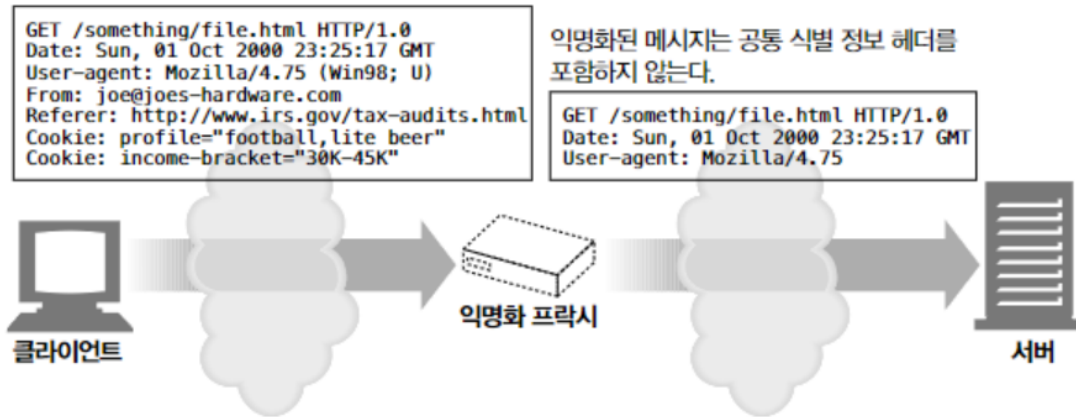 GET /something/file.html HTTP/1.0
Date: Sun, 01 Oct 2000 23:25:17 GMT
User-agent: Mozilla/4.75 (Win98; U)
From: joe@joes-hardware.com
Referer: http://www.irs.gov/tax-audits.html
Cookie: profile="football,lite beer"
Cookie: income-bracket="30K-45K"
익명화된 메시지는 공통 식별 정보 헤더를
포함하지 않는다.
GET /something/file.html HTTP/1.0
Date: Sun, 01 Oct 2000 23:25:17 GMT
User-agent: Mozilla/4.75
클라이언트
익명화 프락시
서버